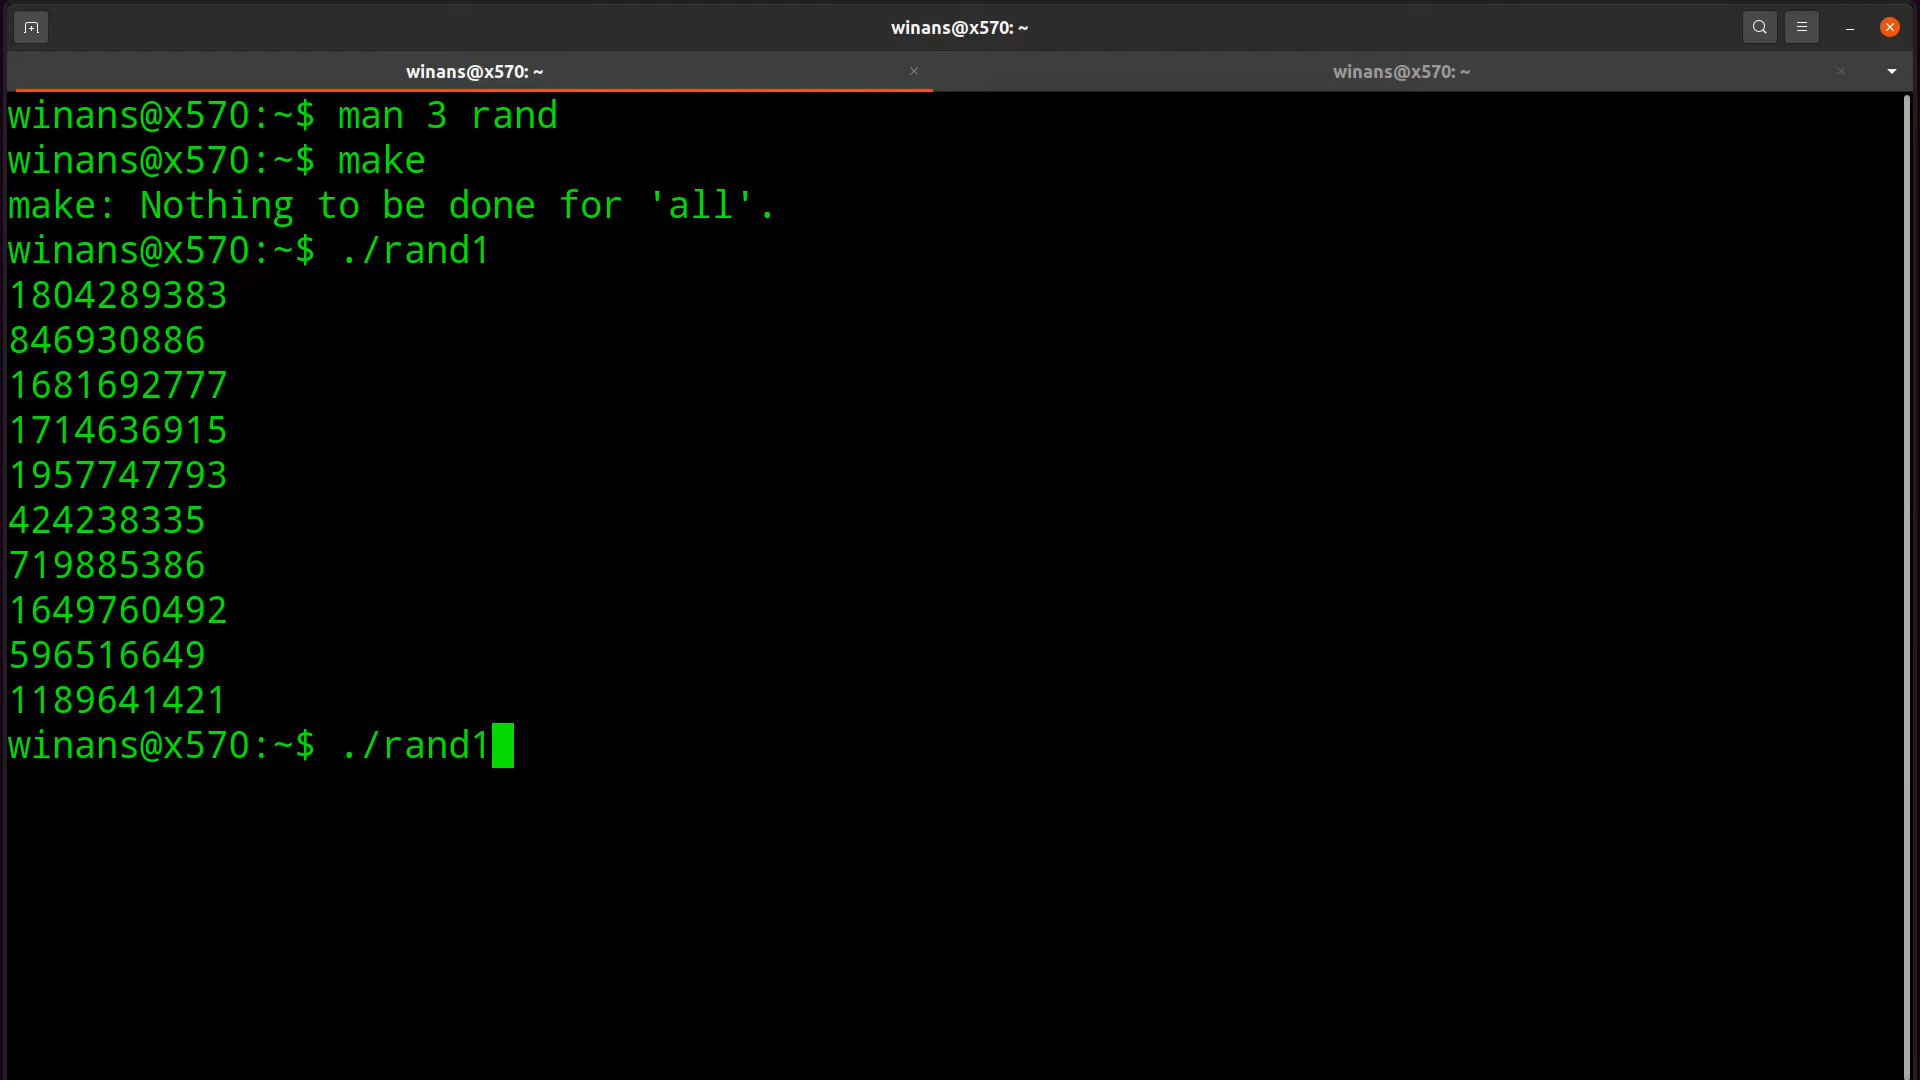 winans@x570: ~
winans@x570: ~
winans@x570: ~
winans@x570:~$ man 3 rand
winans@x570:~$ make
make: Nothing to be done for 'all'.
winans@x570:~$ ./rand1
1804289383
846930886
1681692777
1714636915
1957747793
424238335
719885386
1649760492
596516649
1189641421
winans@x570:~$ ./rand1